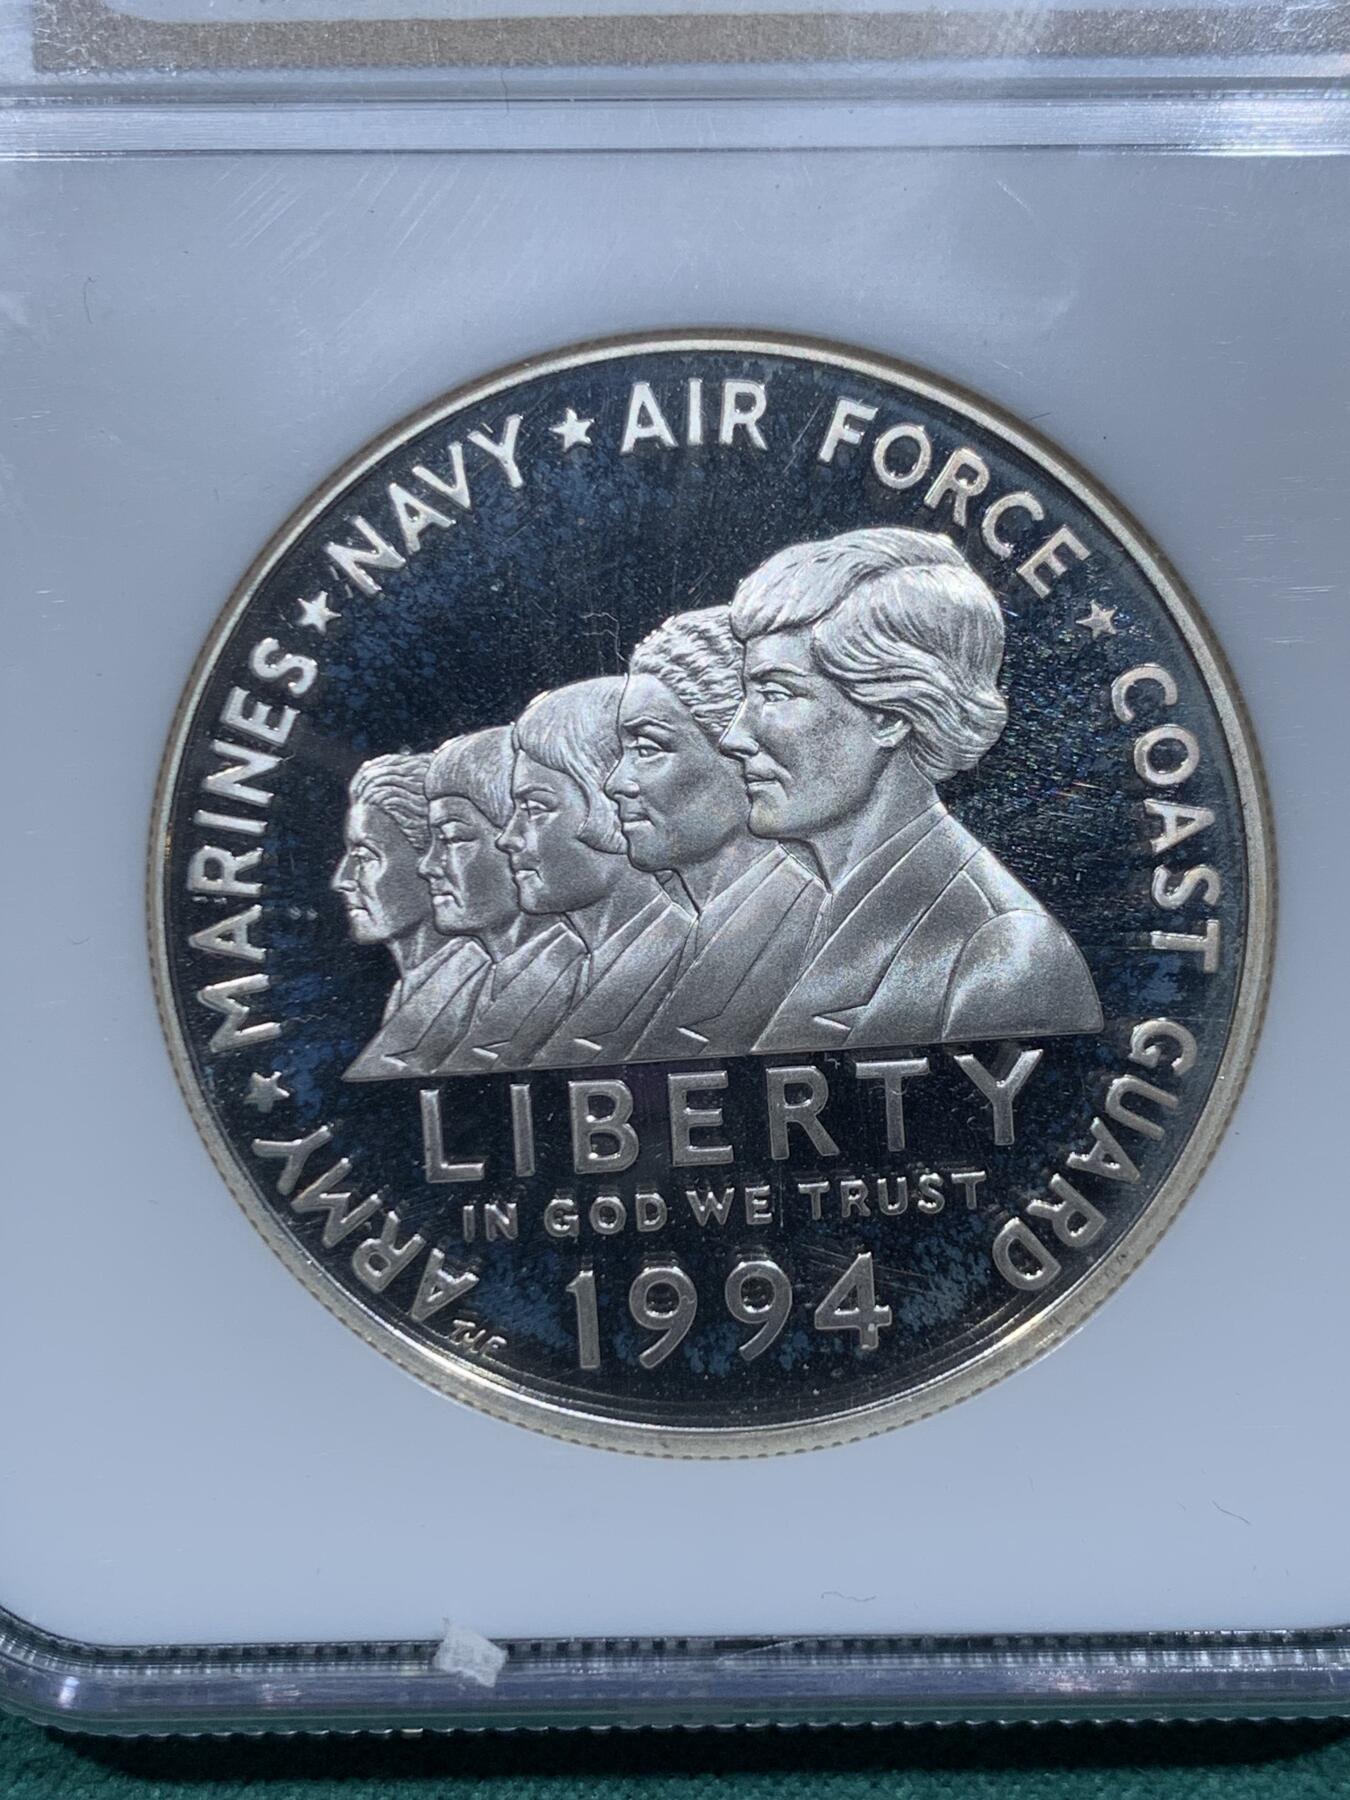 ARMY ★ MARINES ★ NAVY ★ AIR FORCE ★ COAST GUARD
LIBERTY
IN GOD WE TRUST
1994
TJF